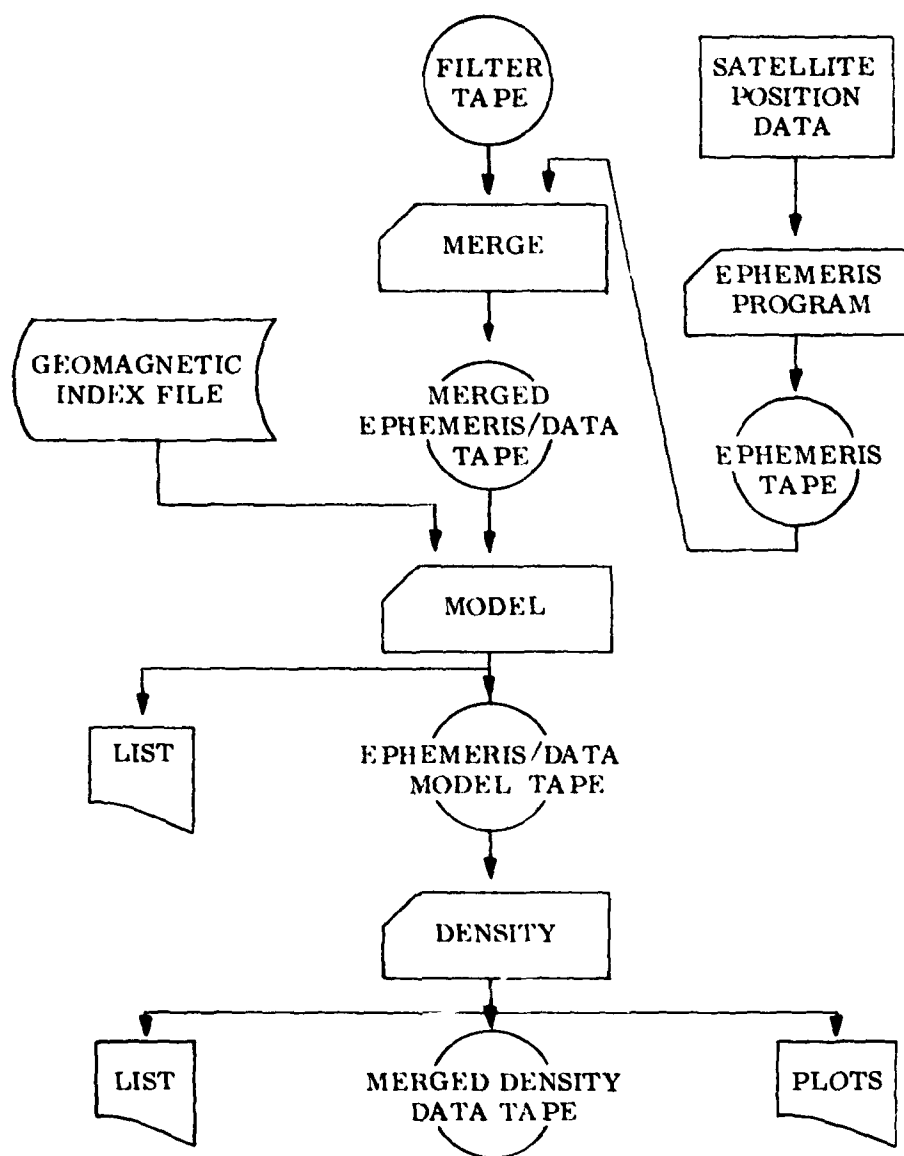 FILTER
TAPE
SATELLITE
POSITION
DATA
MERGE
EPHEMERIS
PROGRAM
GEOMAGNETIC
INDEX FILE
MERGED
EPHEMERIS/DATA
TAPE
EPHEMERIS
TAPE
MODEL
LIST
EPHEMERIS/DATA
MODEL TAPE
DENSITY
LIST
MERGED DENSITY
DATA TAPE
PLOTS